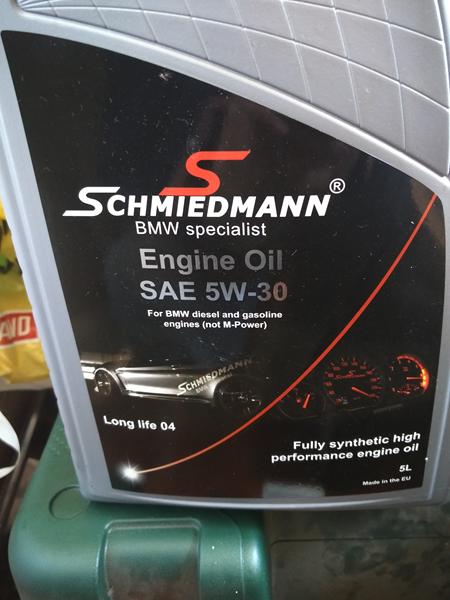 SCHMIEDMANN®
BMW specialist
Engine Oil
SAE 5W-30
For BMW diesel and gasoline
engines (not M-Power)
SCHMIEDMANN
SCHMIEDMANN
Long life 04
Fully synthetic high
performance engine oil
5L
Made in the EU